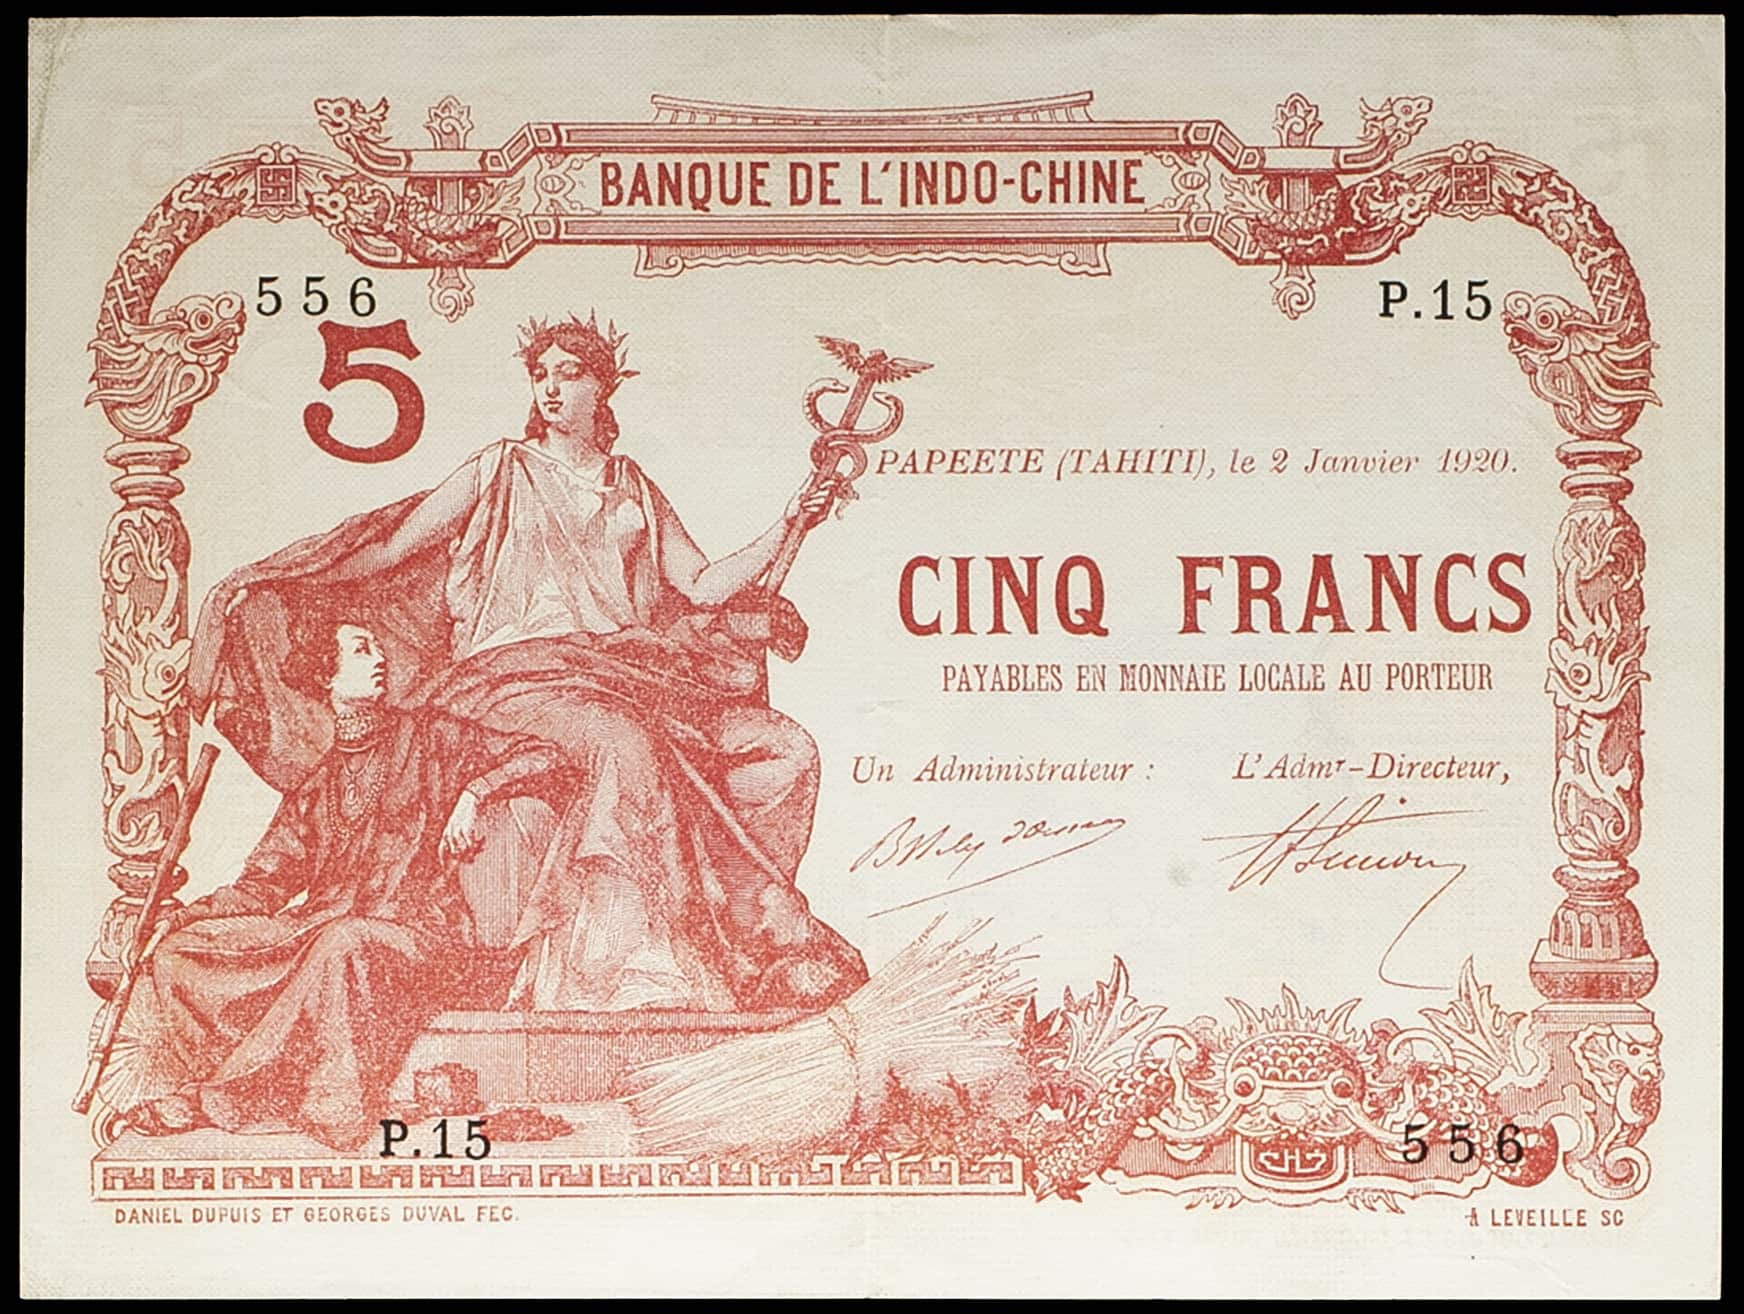 BANQUE DE L'INDO-CHINE
556
P.15
5
PAPEETE (TAHITI), le 2 Janvier 1920.
CINQ FRANCS
PAYABLES EN MONNAIE LOCALE AU PORTEUR
Un Administrateur :
L'Admr-Directeur,
P.15
556
DANIEL DUPUIS ET GEORGES DUVAL FEC.
A LEVEILLE SC